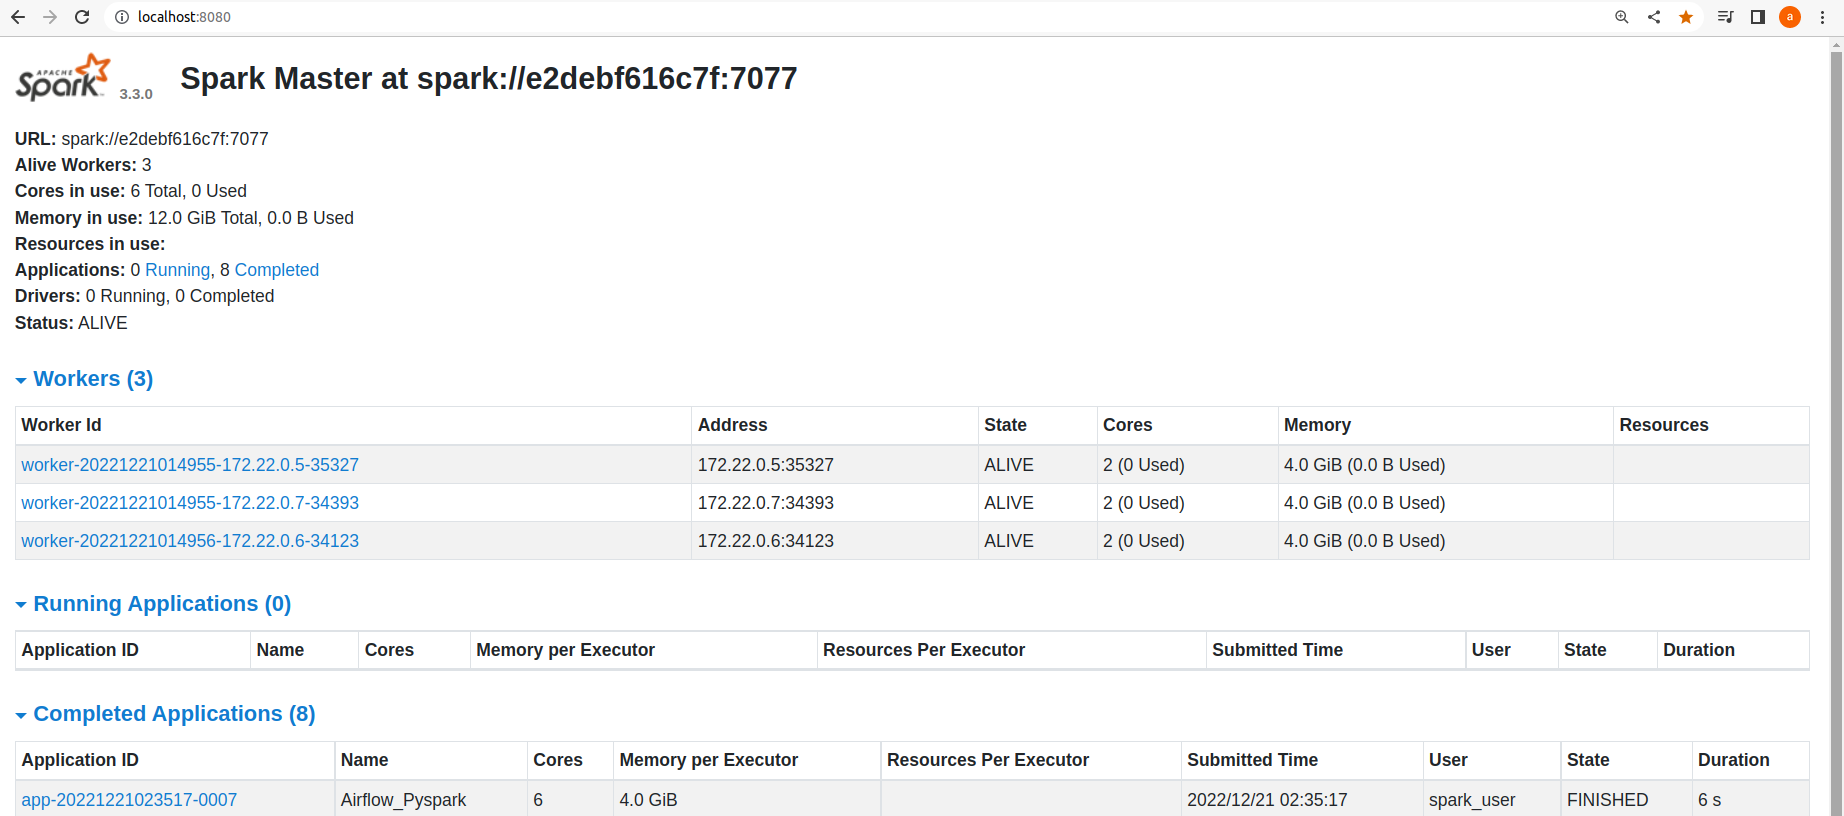 localhost:8080
a
APACHE
Spark 3.3.0 Spark Master at spark://e2debf616c7f:7077
URL: spark://e2debf616c7f:7077
Alive Workers: 3
Cores in use: 6 Total, 0 Used
Memory in use: 12.0 GiB Total, 0.0 B Used
Resources in use:
Applications: 0 Running, 8 Completed
Drivers: 0 Running, 0 Completed
Status: ALIVE
Workers (3)
Worker Id Address State Cores Memory Resources
worker-20221221014955-172.22.0.5-35327 172.22.0.5:35327 ALIVE 2 (0 Used) 4.0 GiB (0.0 B Used)
worker-20221221014955-172.22.0.7-34393 172.22.0.7:34393 ALIVE 2 (0 Used) 4.0 GiB (0.0 B Used)
worker-20221221014956-172.22.0.6-34123 172.22.0.6:34123 ALIVE 2 (0 Used) 4.0 GiB (0.0 B Used)
Running Applications (0)
Application ID Name Cores Memory per Executor Resources Per Executor Submitted Time User State Duration
Completed Applications (8)
Application ID Name Cores Memory per Executor Resources Per Executor Submitted Time User State Duration
app-20221221023517-0007 Airflow_Pyspark 6 4.0 GiB 2022/12/21 02:35:17 spark_user FINISHED 6 s